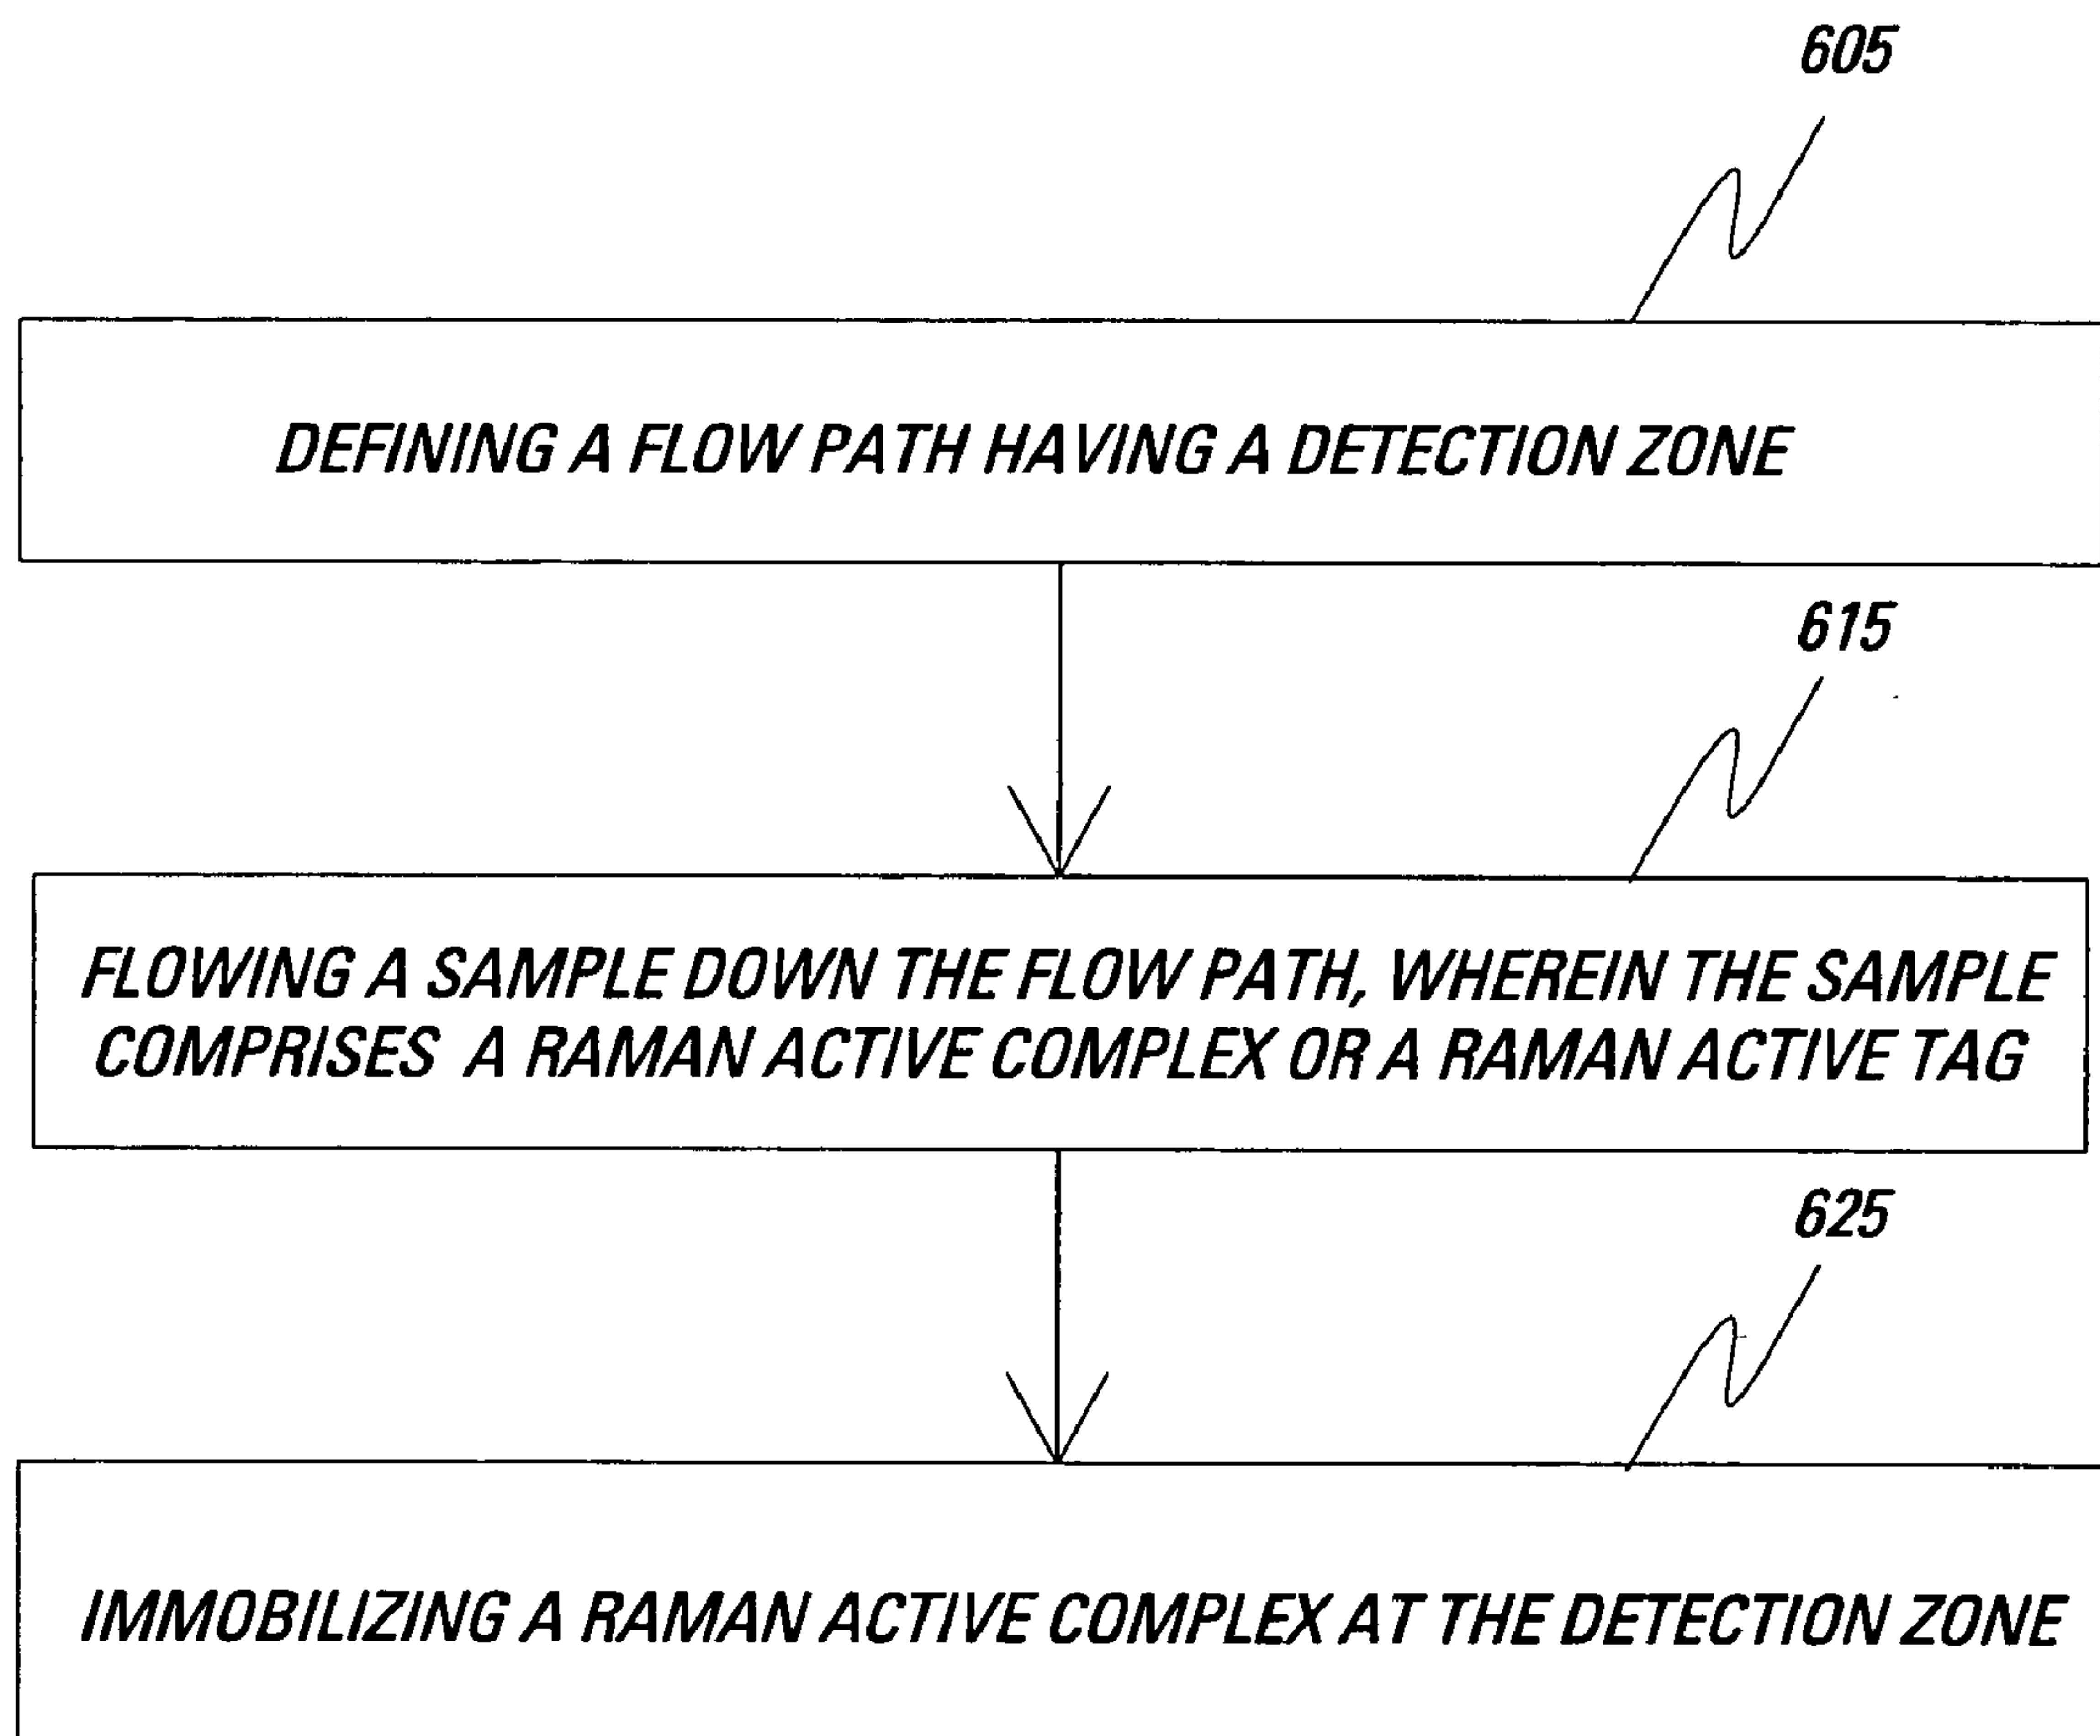 605
DEFINING A FLOW PATH HAVING A DETECTION ZONE
615
FLOWING A SAMPLE DOWN THE FLOW PATH, WHEREIN THE SAMPLE
COMPRISES A RAMAN ACTIVE COMPLEX OR A RAMAN ACTIVE TAG
625
IMMOBILIZING A RAMAN ACTIVE COMPLEX AT THE DETECTION ZONE